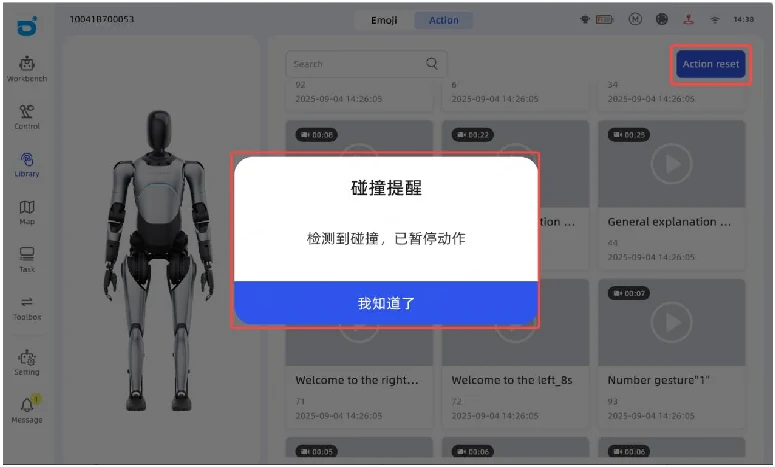 10041B700053
Emoji
Action
M
14:38
Workbench
Control
Library
Map
Task
Toolbox
Setting
1
Message
Search
Action reset
92
2025-09-04 14:26:05
6
2025-09-04 14:26:05
34
2025-09-04 14:26:05
00:08
00:22
00:25
tion ...
General explanation ...
44
2025-09-04 14:26:05
碰撞提醒
检测到碰撞，已暂停动作
我知道了
00:07
Welcome to the right...
71
2025-09-04 14:26:05
Welcome to the left_8s
72
2025-09-04 14:26:05
Number gesture"1"
93
2025-09-04 14:26:05
00:05
00:06
00:06